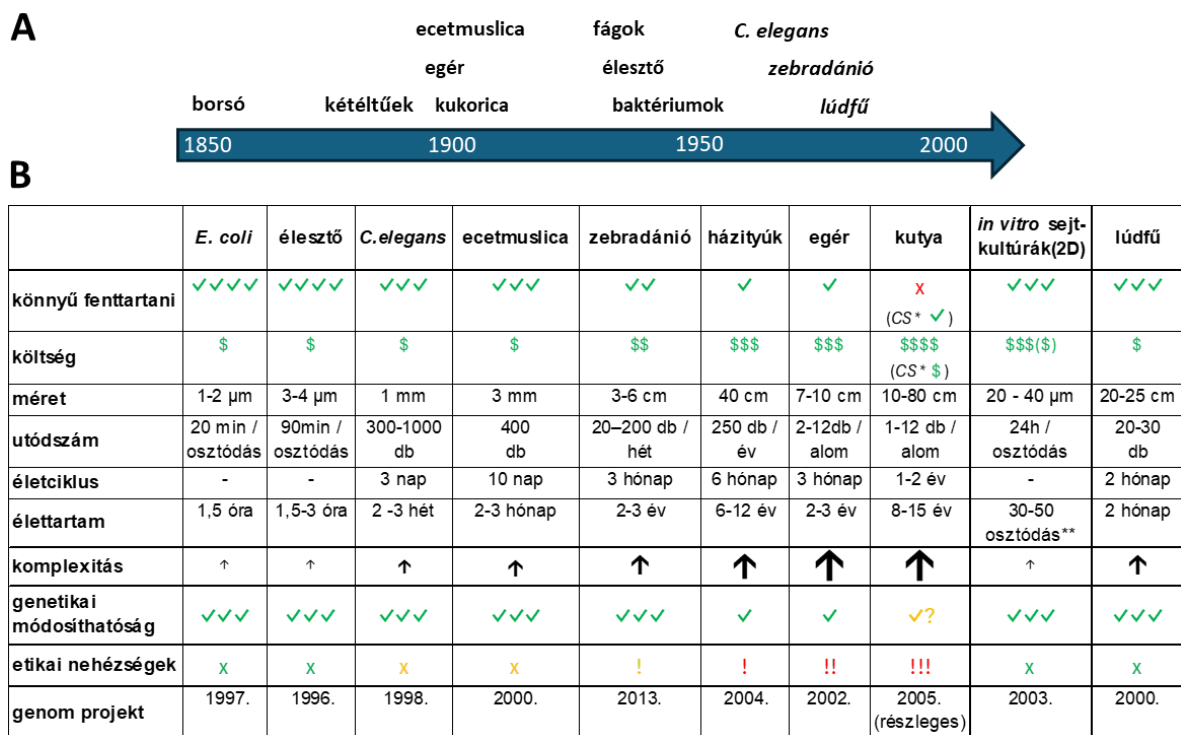 A
ecetmuslica fágok C. elegans
egér élesztő zebradánió
borsó kétéltűek kukorica baktériumok lúdfű
1850 1900 1950 2000
B
E. coli élesztő C.elegans ecetmuslica zebradánió házityúk egér kutya in vitro sejt-kultúrák(2D) lúdfű
könnyű fenttartani ✓✓✓✓ ✓✓✓✓ ✓✓✓ ✓✓✓ ✓✓ ✓ ✓ x (CS* ✓) ✓✓✓ ✓✓✓
költség $ $ $ $ $$ $$$ $$$ $$$$ (CS* $) $$$($) $
méret 1-2 µm 3-4 µm 1 mm 3 mm 3-6 cm 40 cm 7-10 cm 10-80 cm 20 - 40 µm 20-25 cm
utódszám 20 min / osztódás 90min / osztódás 300-1000 db 400 db 20–200 db / hét 250 db / év 2-12db / alom 1-12 db / alom 24h / osztódás 20-30 db
életciklus - - 3 nap 10 nap 3 hónap 6 hónap 3 hónap 1-2 év - 2 hónap
élettartam 1,5 óra 1,5-3 óra 2 -3 hét 2-3 hónap 2-3 év 6-12 év 2-3 év 8-15 év 30-50 osztódás** 2 hónap
komplexitás ↑ ↑ ↑ ↑ ↑ ↑ ↑ ↑ ↑ ↑
genetikai módosíthatóság ✓✓✓ ✓✓✓ ✓✓✓ ✓✓✓ ✓✓✓ ✓ ✓ ✓? ✓✓✓ ✓✓✓
etikai nehézségek x x x x ! ! !! !!! x x
genom projekt 1997. 1996. 1998. 2000. 2013. 2004. 2002. 2005. (részleges) 2003. 2000.